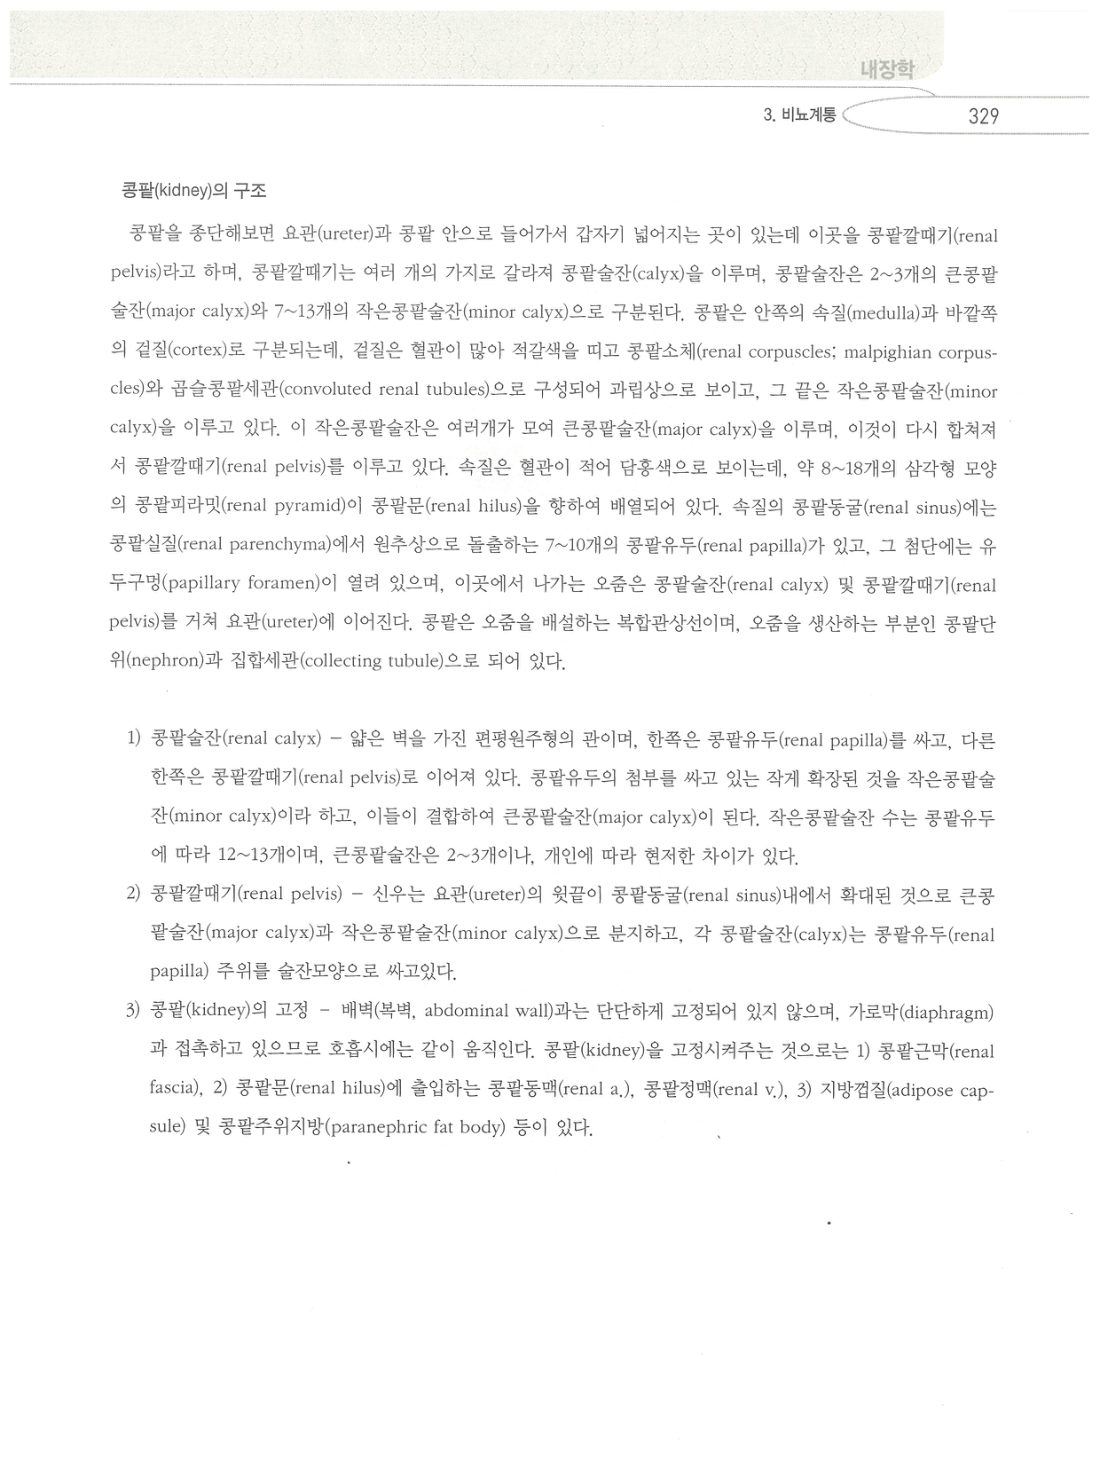 내장학
3. 비뇨계통
329
콩팥(kidney)의 구조
콩팥을 종단해보면 요관(ureter)과 콩팥 안으로 들어가서 갑자기 넓어지는 곳이 있는데 이곳을 콩팥깔때기(renal
pelvis)라고 하며, 콩팥깔때기는 여러 개의 가지로 갈라져 콩팥술잔(calyx)을 이루며, 콩팥술잔은 2~3개의 큰콩팥
술잔(major calyx)와 7~13개의 작은콩팥술잔(minor calyx)으로 구분된다. 콩팥은 안쪽의 속질(medulla)과 바깥쪽
의 겉질(cortex)로 구분되는데, 겉질은 혈관이 많아 적갈색을 띠고 콩팥소체(renal corpuscles; malpighian corpus-
cles)와 곱슬콩팥세관(convoluted renal tubules)으로 구성되어 과립상으로 보이고, 그 끝은 작은콩팥술잔(minor
calyx)을 이루고 있다. 이 작은콩팥술잔은 여러개가 모여 큰콩팥술잔(major calyx)을 이루며, 이것이 다시 합쳐져
서 콩팥깔때기(renal pelvis)를 이루고 있다. 속질은 혈관이 적어 담홍색으로 보이는데, 약 8~18개의 삼각형 모양
의 콩팥피라밋(renal pyramid)이 콩팥문(renal hilus)을 향하여 배열되어 있다. 속질의 콩팥동굴(renal sinus)에는
콩팥실질(renal parenchyma)에서 원추상으로 돌출하는 7~10개의 콩팥유두(renal papilla)가 있고, 그 첨단에는 유
두구멍(papillary foramen)이 열려 있으며, 이곳에서 나가는 오줌은 콩팥술잔(renal calyx) 및 콩팥깔때기(renal
pelvis)를 거쳐 요관(ureter)에 이어진다. 콩팥은 오줌을 배설하는 복합관상선이며, 오줌을 생산하는 부분인 콩팥단
위(nephron)과 집합세관(collecting tubule)으로 되어 있다.
1) 콩팥술잔(renal calyx) – 얇은 벽을 가진 편평원주형의 관이며, 한쪽은 콩팥유두(renal papilla)를 싸고, 다른
한쪽은 콩팥깔때기(renal pelvis)로 이어져 있다. 콩팥유두의 첨부를 싸고 있는 작게 확장된 것을 작은콩팥술
잔(minor calyx)이라 하고, 이들이 결합하여 큰콩팥술잔(major calyx)이 된다. 작은콩팥술잔 수는 콩팥유두
에 따라 12~13개이며, 큰콩팥술잔은 2~3개이나, 개인에 따라 현저한 차이가 있다.
2) 콩팥깔때기(renal pelvis) – 신우는 요관(ureter)의 윗끝이 콩팥동굴(renal sinus)내에서 확대된 것으로 큰콩
팥술잔(major calyx)과 작은콩팥술잔(minor calyx)으로 분지하고, 각 콩팥술잔(calyx)는 콩팥유두(renal
papilla) 주위를 술잔모양으로 싸고있다.
3) 콩팥(kidney)의 고정 – 배벽(복벽, abdominal wall)과는 단단하게 고정되어 있지 않으며, 가로막(diaphragm)
과 접촉하고 있으므로 호흡시에는 같이 움직인다. 콩팥(kidney)을 고정시켜주는 것으로는 1) 콩팥근막(renal
fascia), 2) 콩팥문(renal hilus)에 출입하는 콩팥동맥(renal a.), 콩팥정맥(renal v.), 3) 지방껍질(adipose cap-
sule) 및 콩팥주위지방(paranephric fat body) 등이 있다.